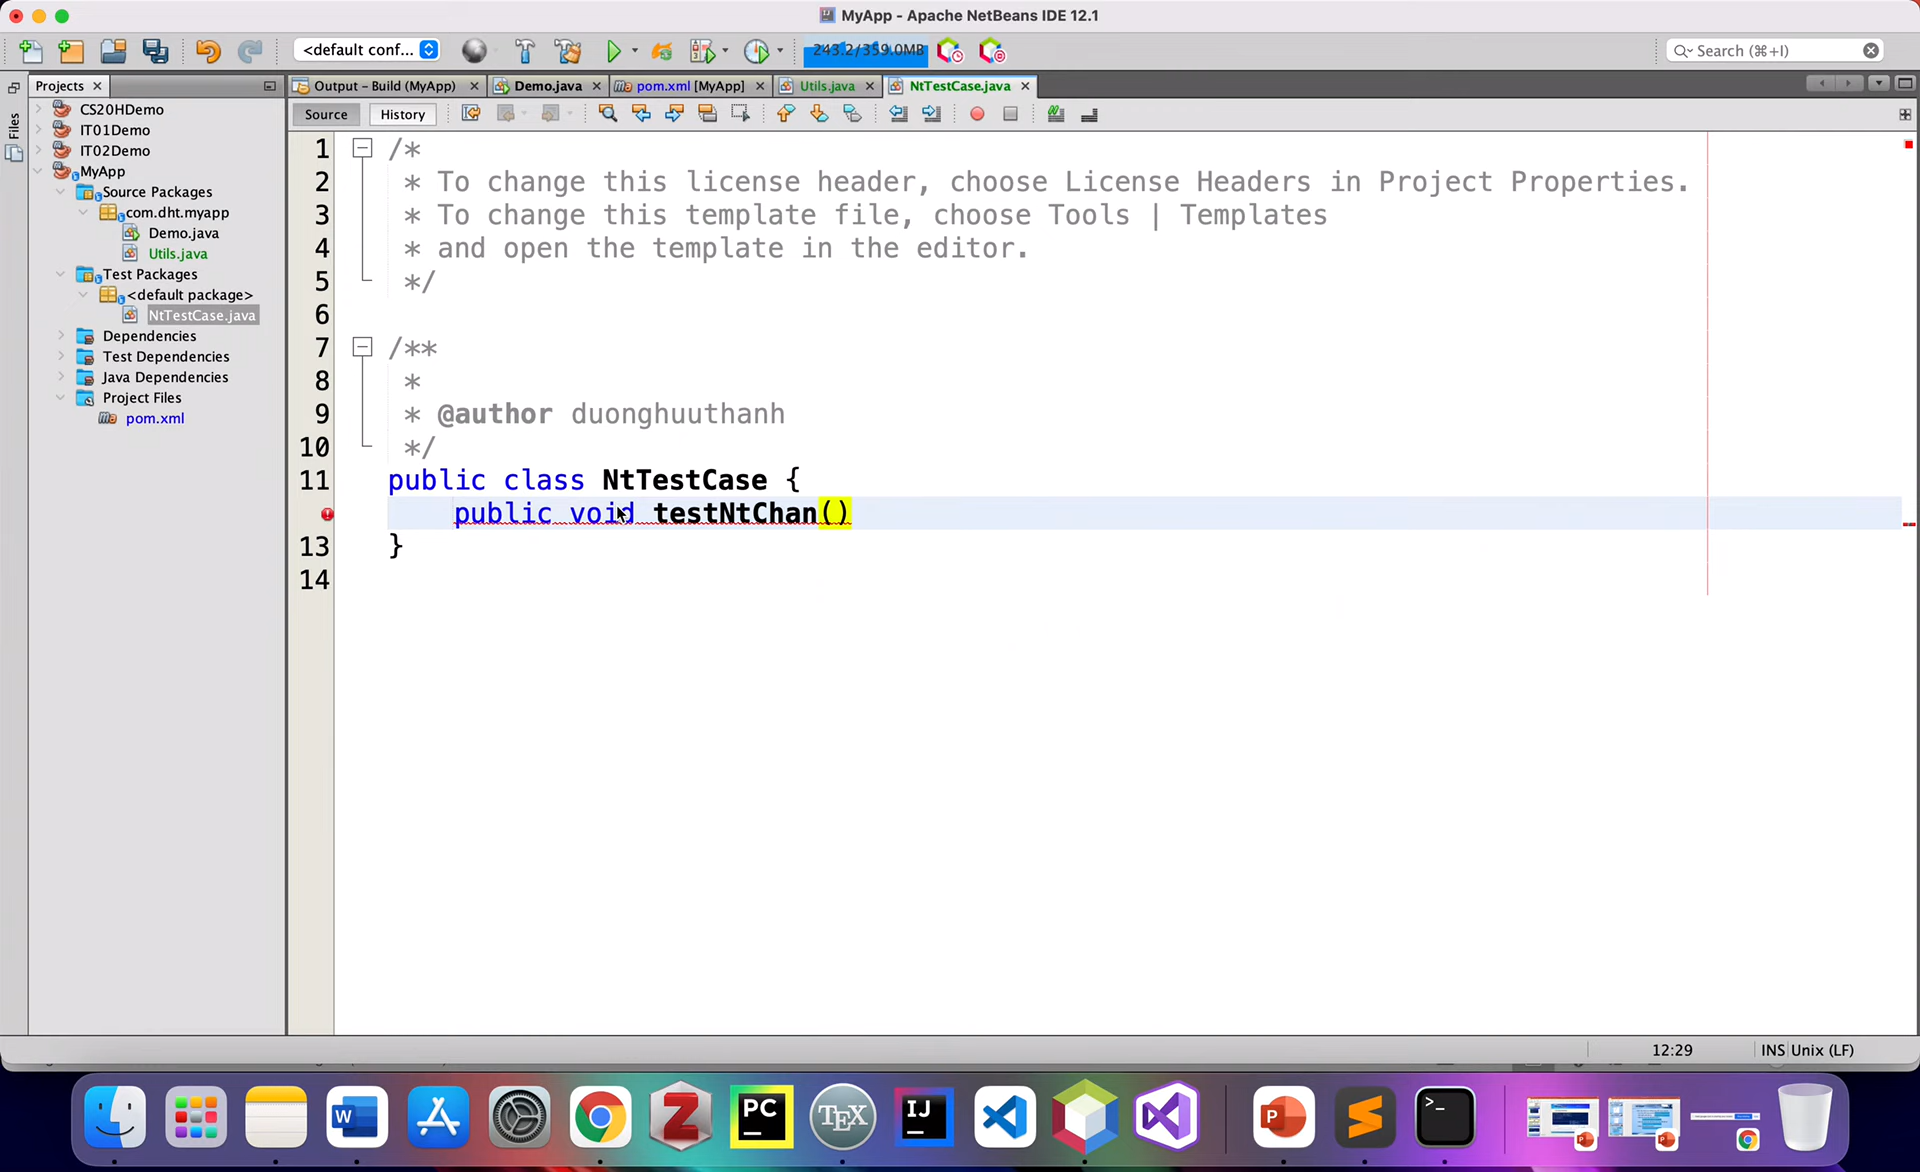 MyApp - Apache NetBeans IDE 12.1
<default conf...
243.2/359.0MB
Search (⌘+I)
Projects
Output - Build (MyApp)
Demo.java
pom.xml [MyApp]
Utils.java
NtTestCase.java
Source
History
Files
CS20HDemo
IT01Demo
IT02Demo
MyApp
Source Packages
com.dht.myapp
Demo.java
Utils.java
Test Packages
<default package>
NtTestCase.java
Dependencies
Test Dependencies
Java Dependencies
Project Files
pom.xml
1 /*
2 * To change this license header, choose License Headers in Project Properties.
3 * To change this template file, choose Tools | Templates
4 * and open the template in the editor.
5 */
6
7 /**
8 *
9 * @author duonghuuthanh
10 */
11 public class NtTestCase {
public void testNtChan()
13 }
14
12:29
INS
Unix (LF)
W
Z
PC
TEX
IJ
P
>_